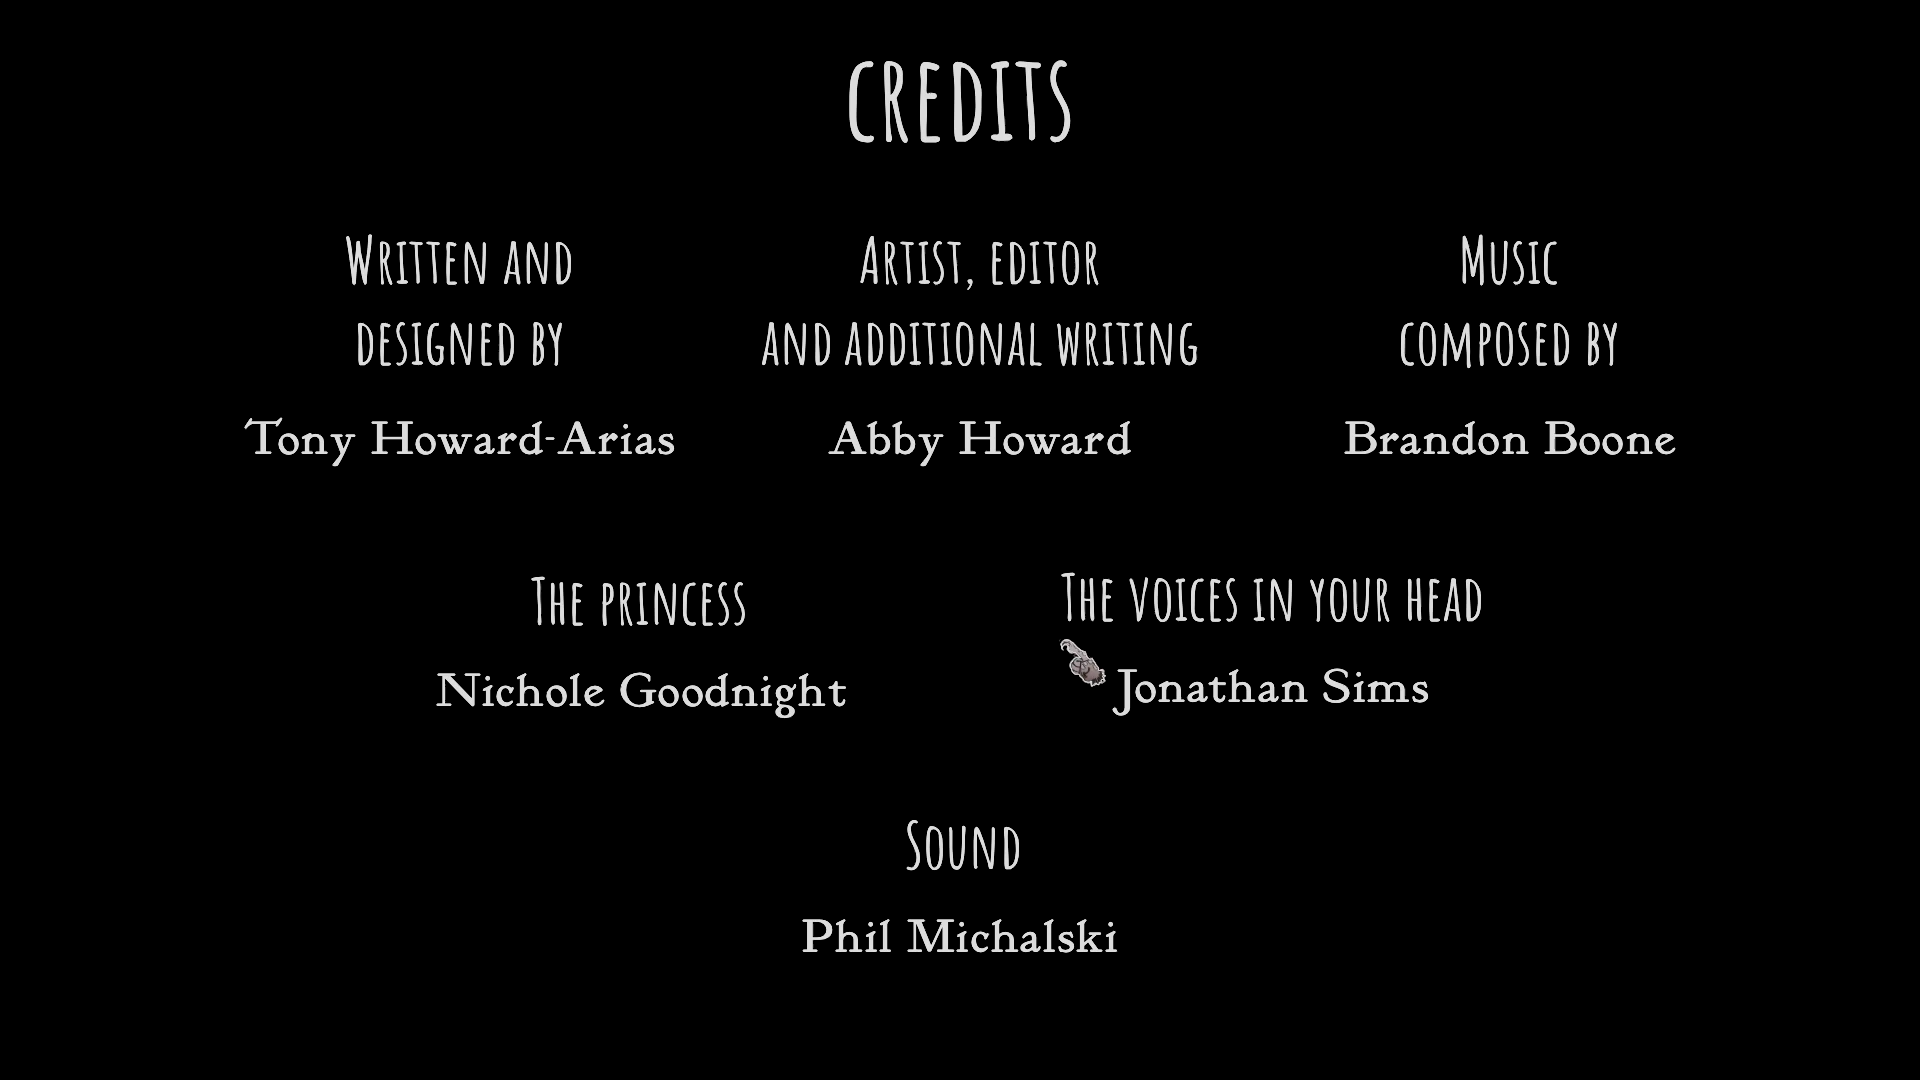 CREDITS
WRITTEN AND
DESIGNED BY
Tony Howard-Arias
ARTIST, EDITOR
AND ADDITIONAL WRITING
Abby Howard
MUSIC
COMPOSED BY
Brandon Boone
THE PRINCESS
Nichole Goodnight
THE VOICES IN YOUR HEAD
Jonathan Sims
SOUND
Phil Michalski